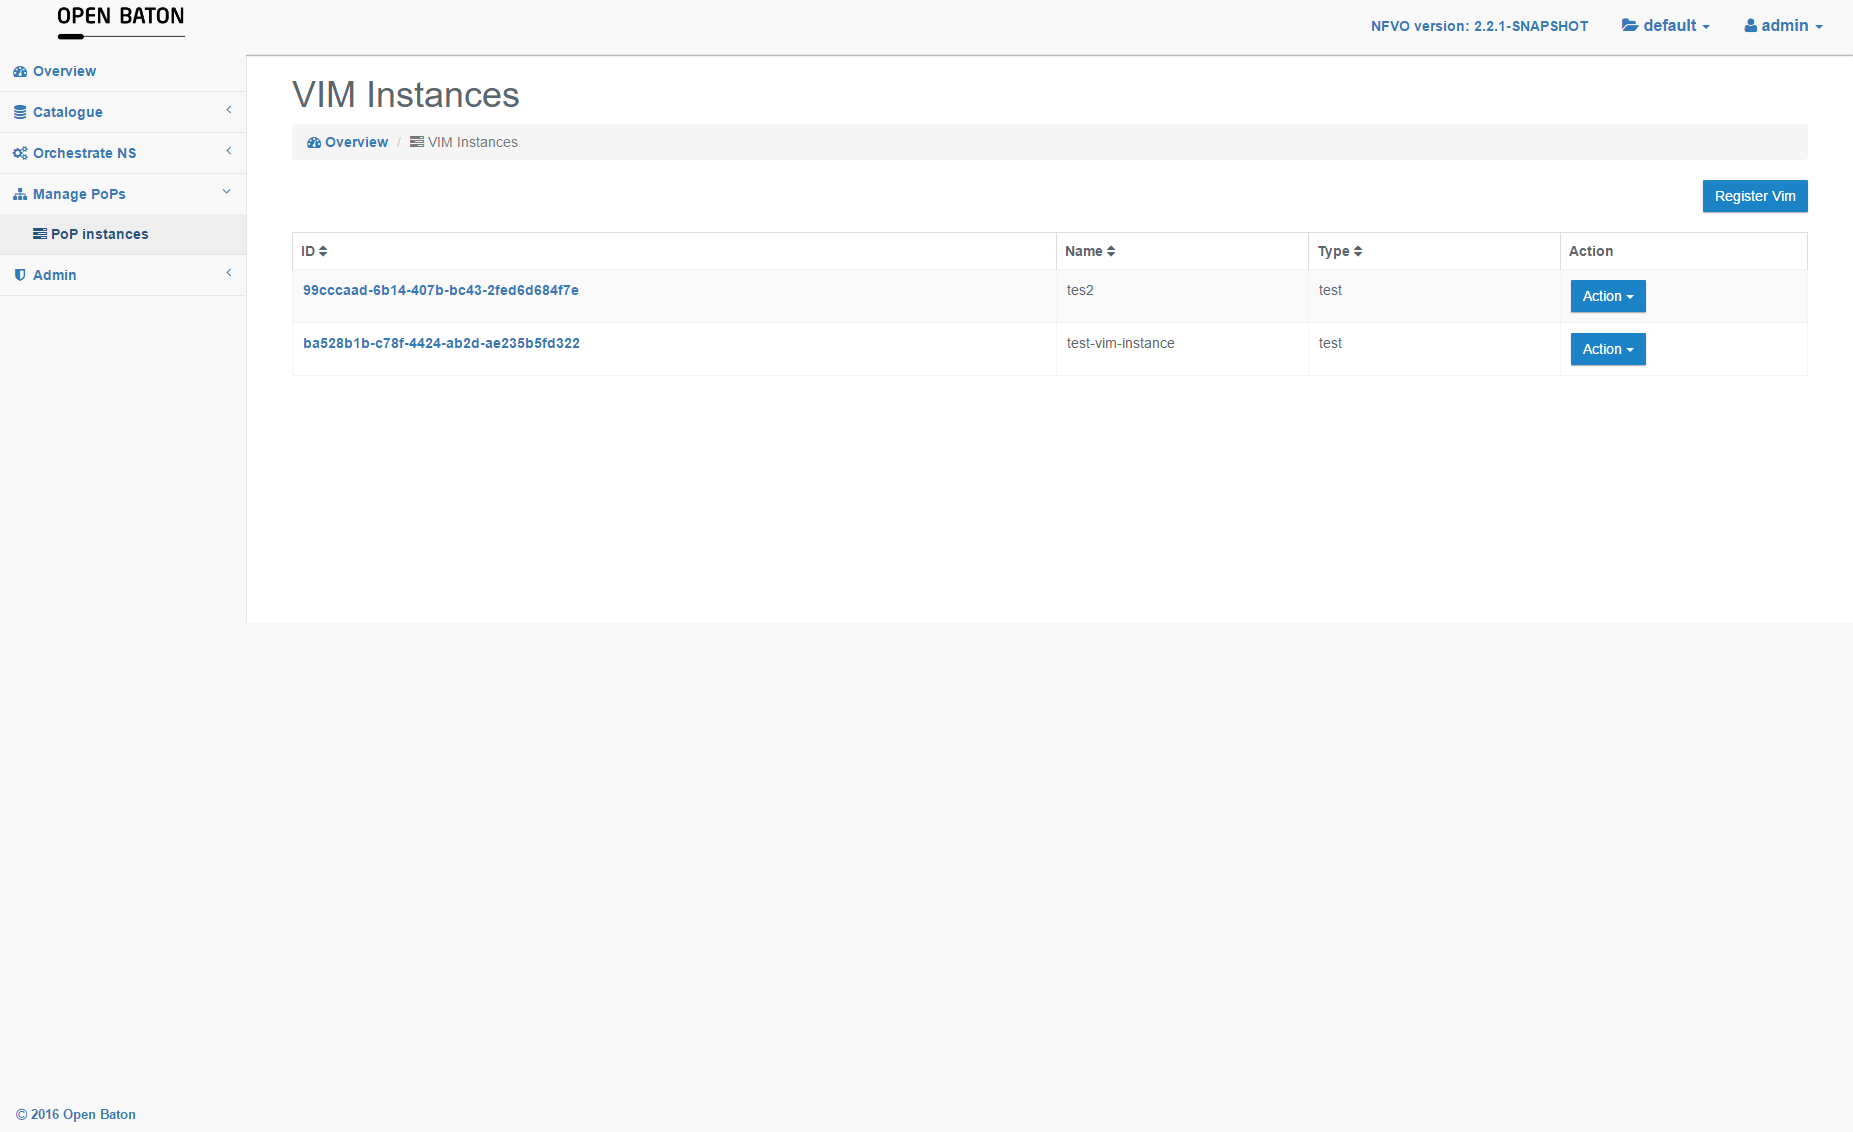 OPEN BATON
NFVO version: 2.2.1-SNAPSHOT default admin
Overview
Catalogue
Orchestrate NS
Manage PoPs
PoP instances
Admin
VIM Instances
Overview / VIM Instances
Register Vim
ID Name Type Action
99cccaad-6b14-407b-bc43-2fed6d684f7e tes2 test Action
ba528b1b-c78f-4424-ab2d-ae235b5fd322 test-vim-instance test Action
© 2016 Open Baton